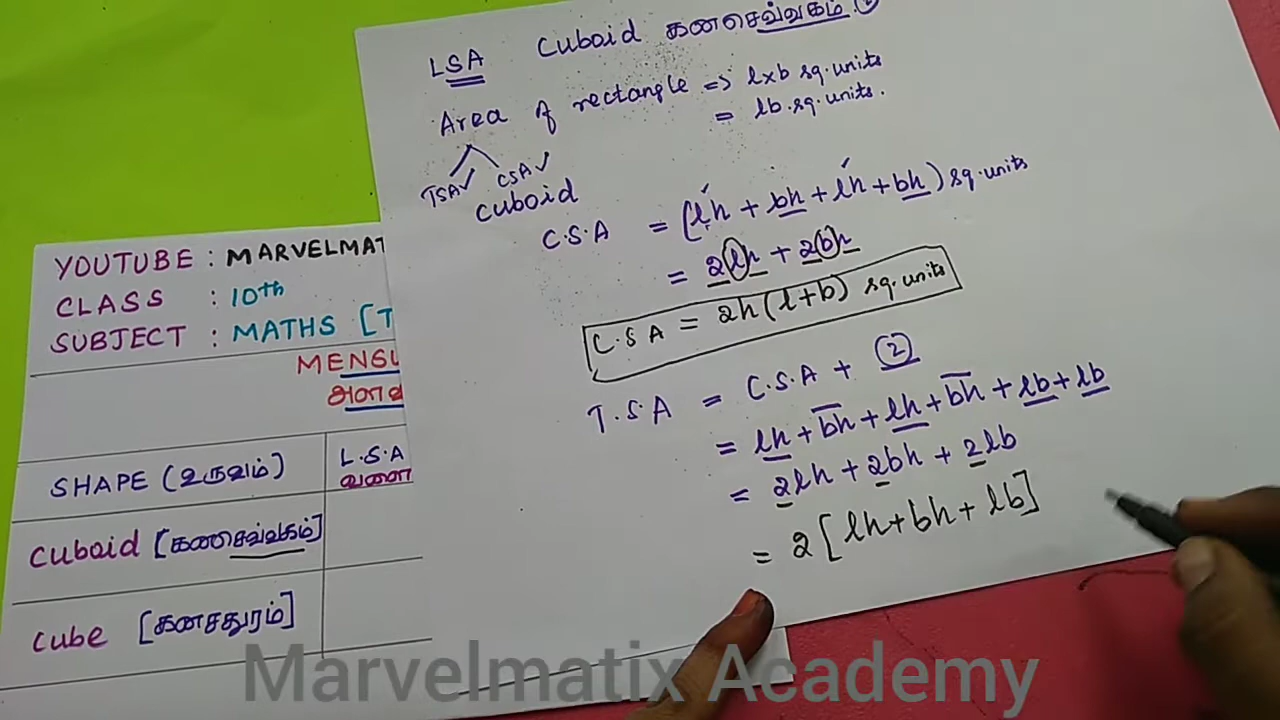 LSA Cuboid கனசெவ்வகம்
Area of rectangle => l×b sq.units
= lb.sq.units.
TSA✓ CSA✓
cuboid
C.S.A = (lh + bh + lh + bh) sq.units
= 2lh + 2bh
C.S.A = 2h(l+b) sq.units
T.S.A = C.S.A + 2
= lh + bh + lh + bh + lb + lb
= 2lh + 2bh + 2lb
= 2[lh+bh+lb]
YOUTUBE : MARVELMAT
CLASS : 10th
SUBJECT : MATHS [T
MENSU
அளவ
SHAPE (உருவம்)
L.S.A
வளை
Cuboid [கனசெவ்வகம்]
Cube [கனசதுரம்]
Marvelmatix Academy